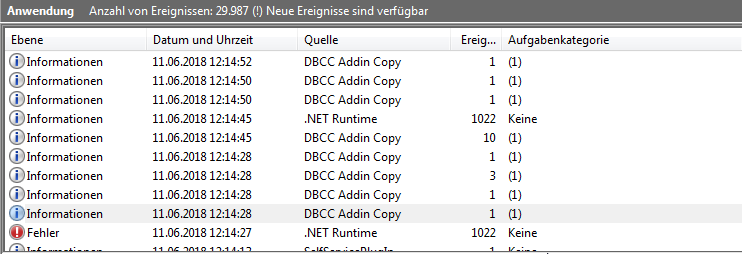 Anwendung Anzahl von Ereignissen: 29.987 (!) Neue Ereignisse sind verfügbar
Ebene Datum und Uhrzeit Quelle Ereig... Aufgabenkategorie
Informationen 11.06.2018 12:14:52 DBCC Addin Copy 1 (1)
Informationen 11.06.2018 12:14:50 DBCC Addin Copy 1 (1)
Informationen 11.06.2018 12:14:50 DBCC Addin Copy 1 (1)
Informationen 11.06.2018 12:14:45 .NET Runtime 1022 Keine
Informationen 11.06.2018 12:14:45 DBCC Addin Copy 10 (1)
Informationen 11.06.2018 12:14:28 DBCC Addin Copy 1 (1)
Informationen 11.06.2018 12:14:28 DBCC Addin Copy 3 (1)
Informationen 11.06.2018 12:14:28 DBCC Addin Copy 1 (1)
Informationen 11.06.2018 12:14:28 DBCC Addin Copy 1 (1)
Fehler 11.06.2018 12:14:27 .NET Runtime 1022 Keine
Informationen 11.06.2018 SelfServicePlugIn 1 Keine